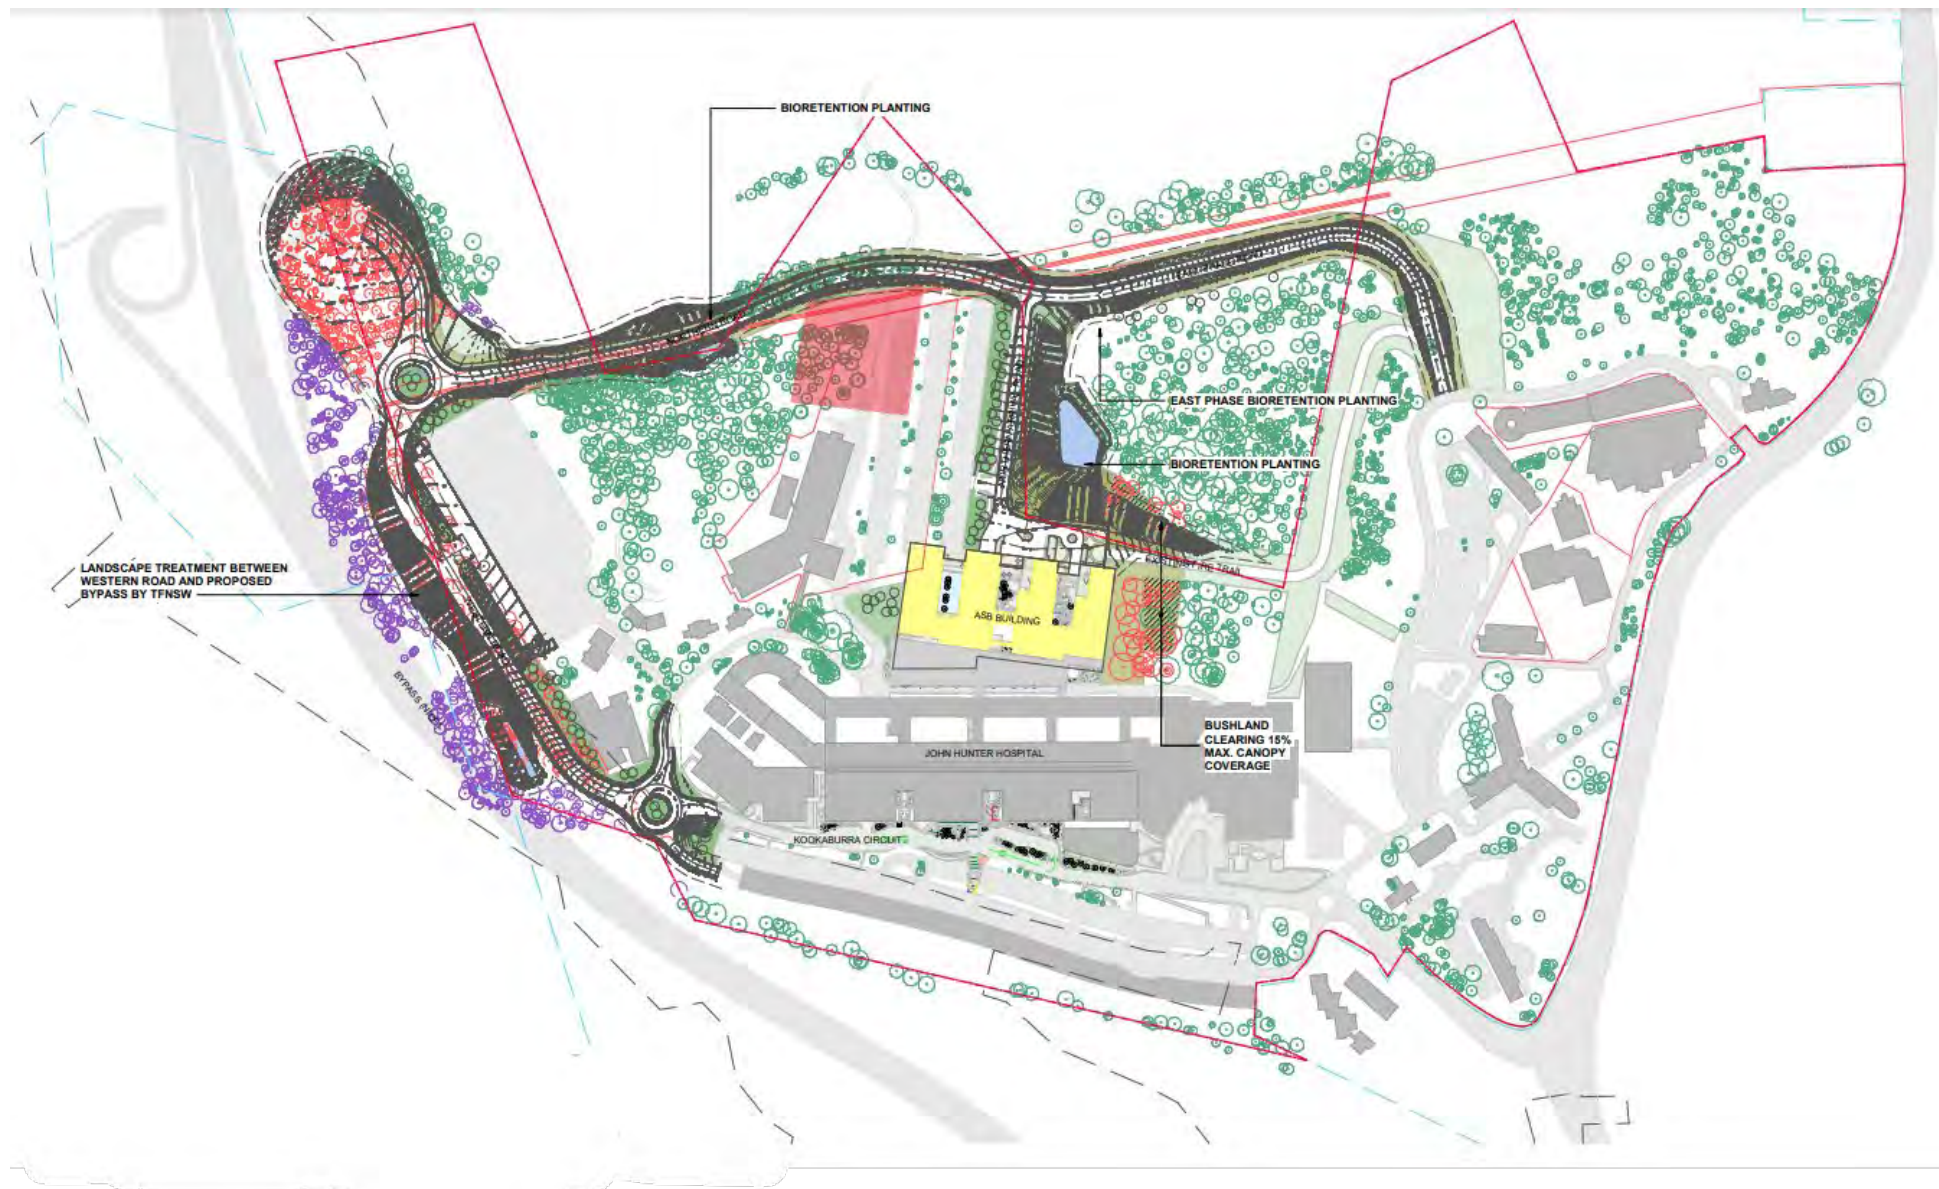 BIORETENTION PLANTING
EAST PHASE BIORETENTION PLANTING
BIORETENTION PLANTING
LANDSCAPE TREATMENT BETWEEN
WESTERN ROAD AND PROPOSED
BYPASS BY TFNSW
ASB BUILDING
BYPASS
BUSHLAND
CLEARING 15%
MAX. CANOPY
COVERAGE
JOHN HUNTER HOSPITAL
KOOKABURRA CIRCUIT